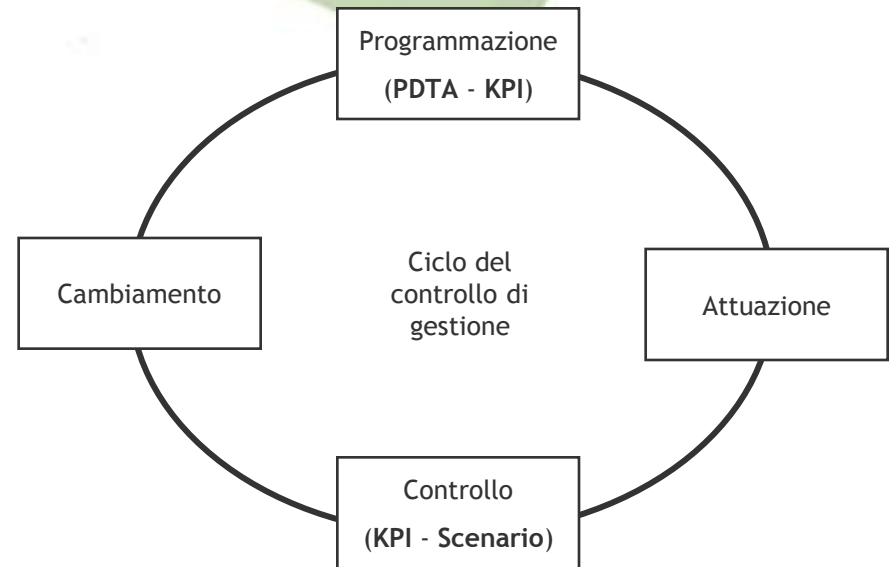 Programmazione
(PDTA - KPI)
Cambiamento
Ciclo del
controllo di
gestione
Attuazione
Controllo
(KPI - Scenario)